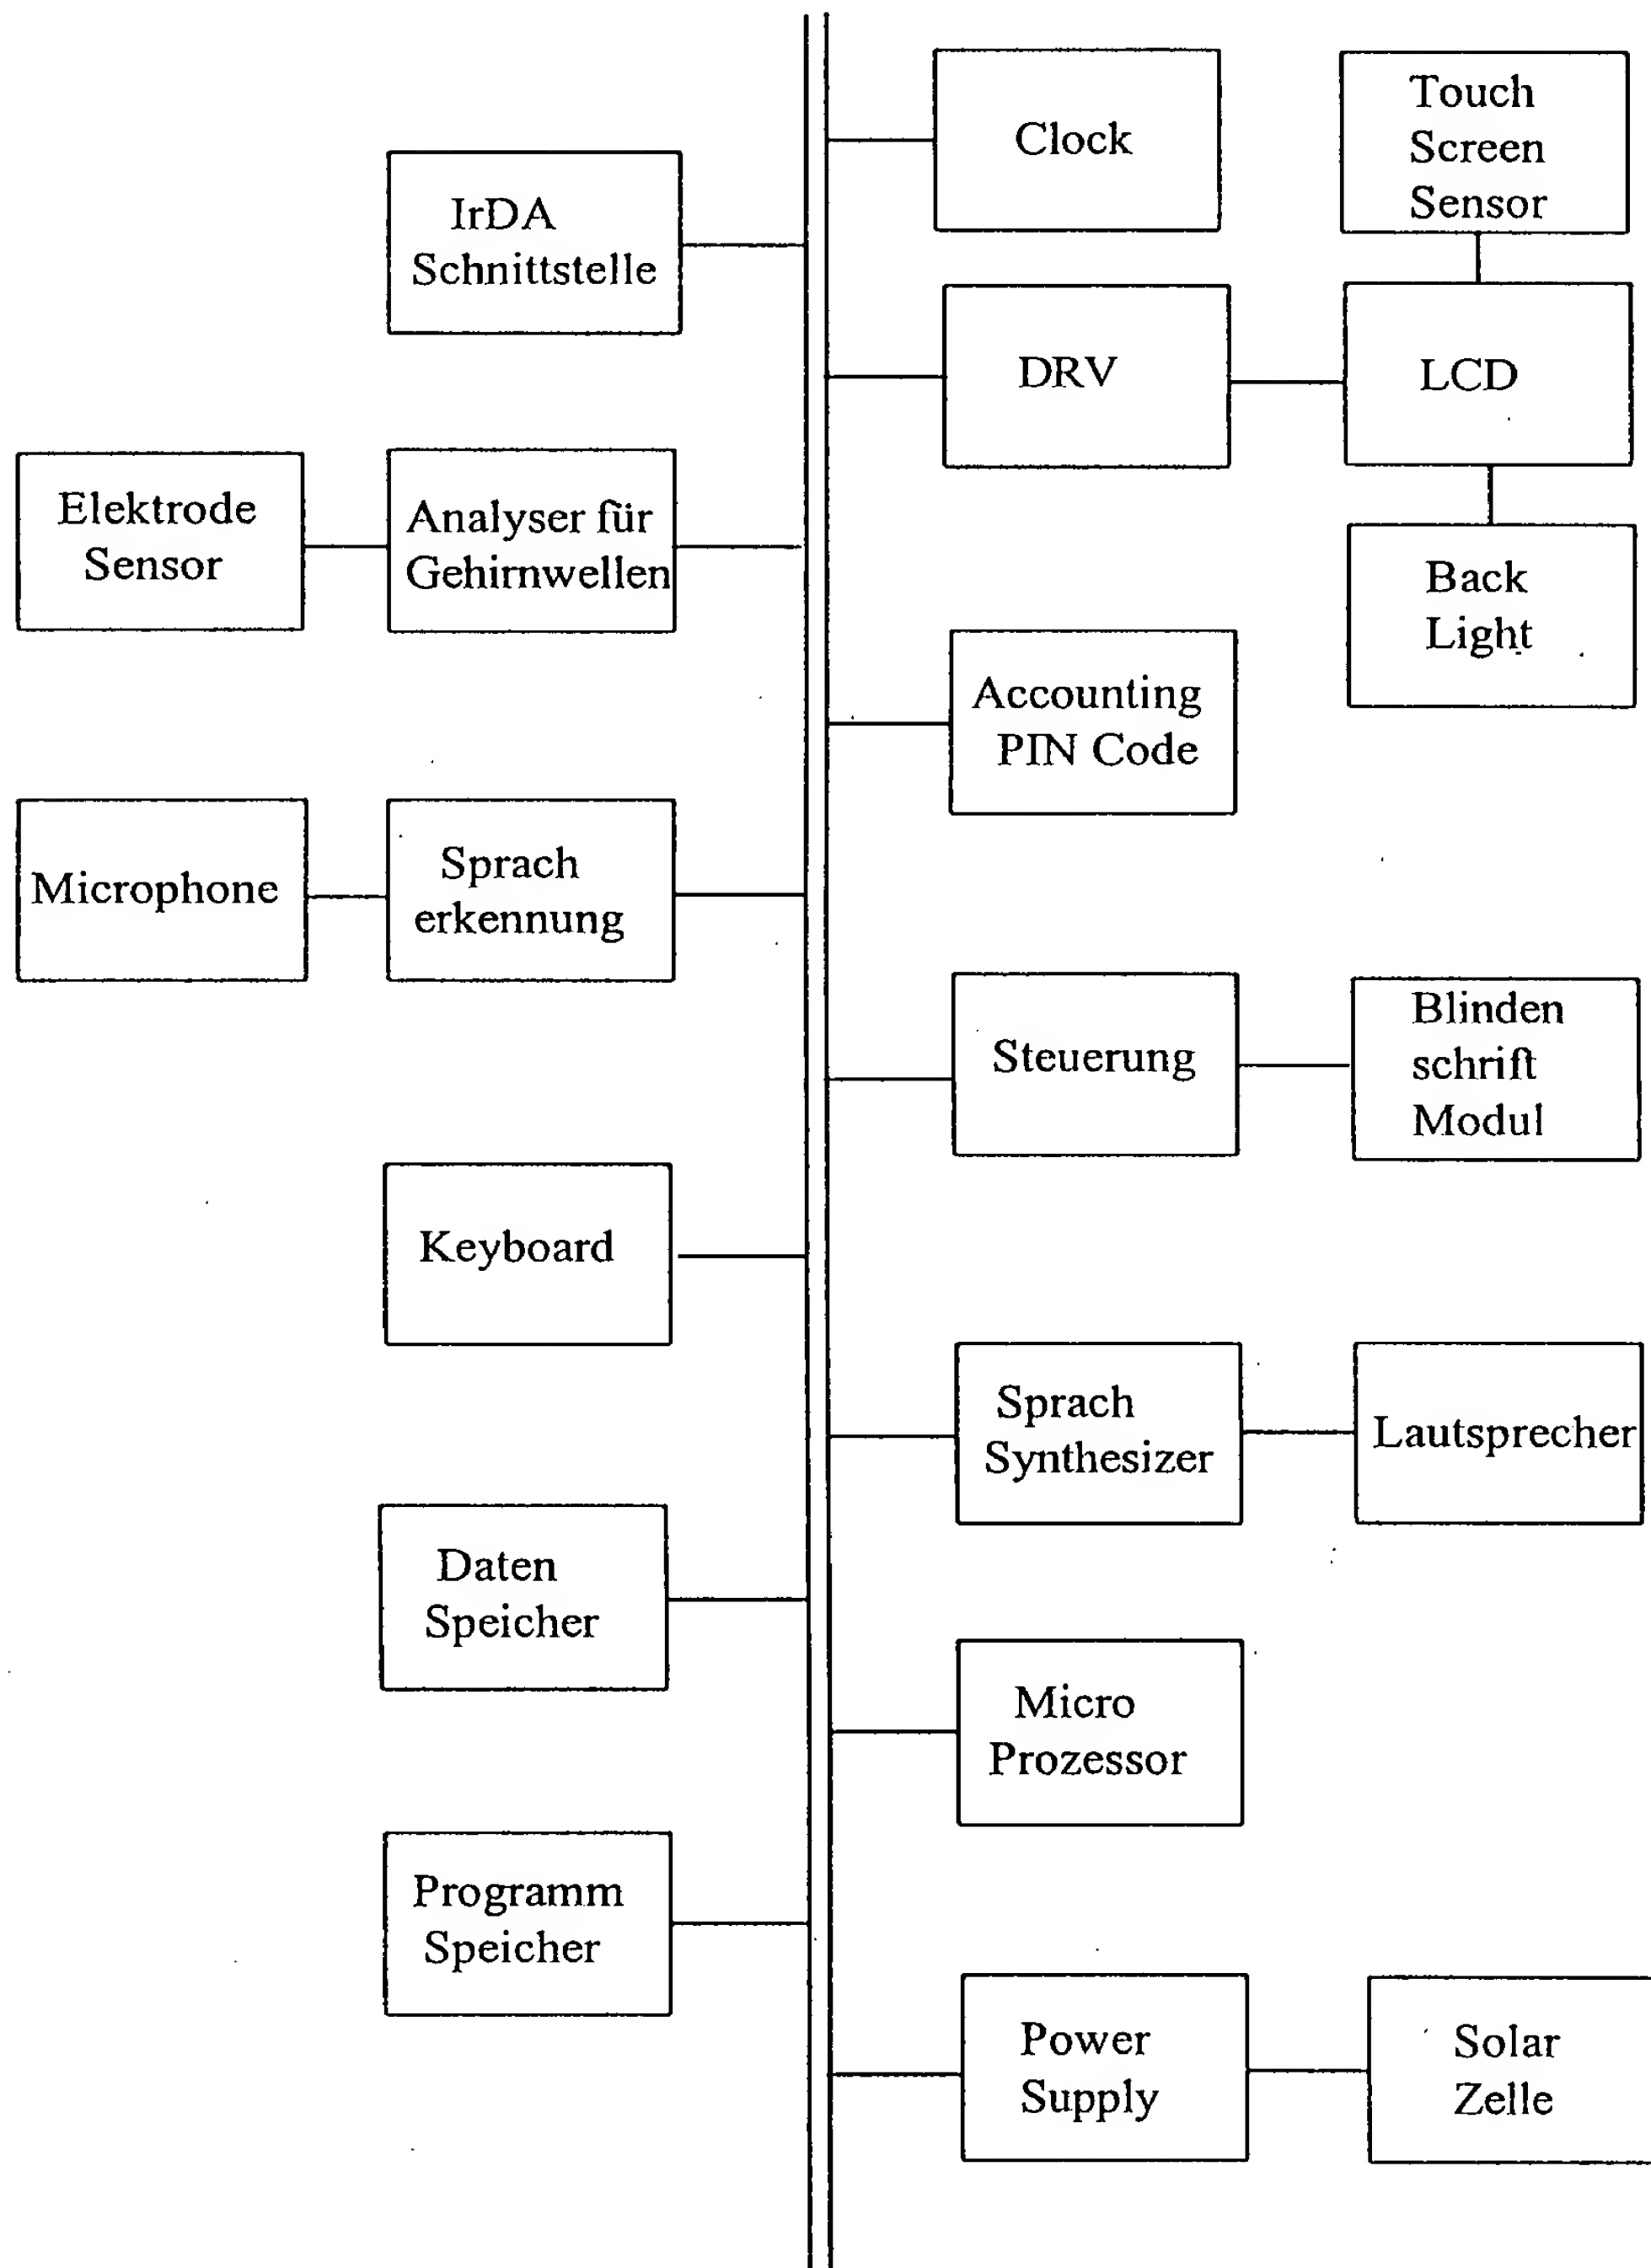 Clock
Touch
Screen
Sensor
IrDA
Schnittstelle
DRV
LCD
Elektrode
Sensor
Analyser für
Gehirnwellen
Back
Light
Accounting
PIN Code
Microphone
Sprach
erkennung
Steuerung
Blinden
schrift
Modul
Keyboard
Sprach
Synthesizer
Lautsprecher
Daten
Speicher
Micro
Prozessor
Programm
Speicher
Power
Supply
Solar
Zelle